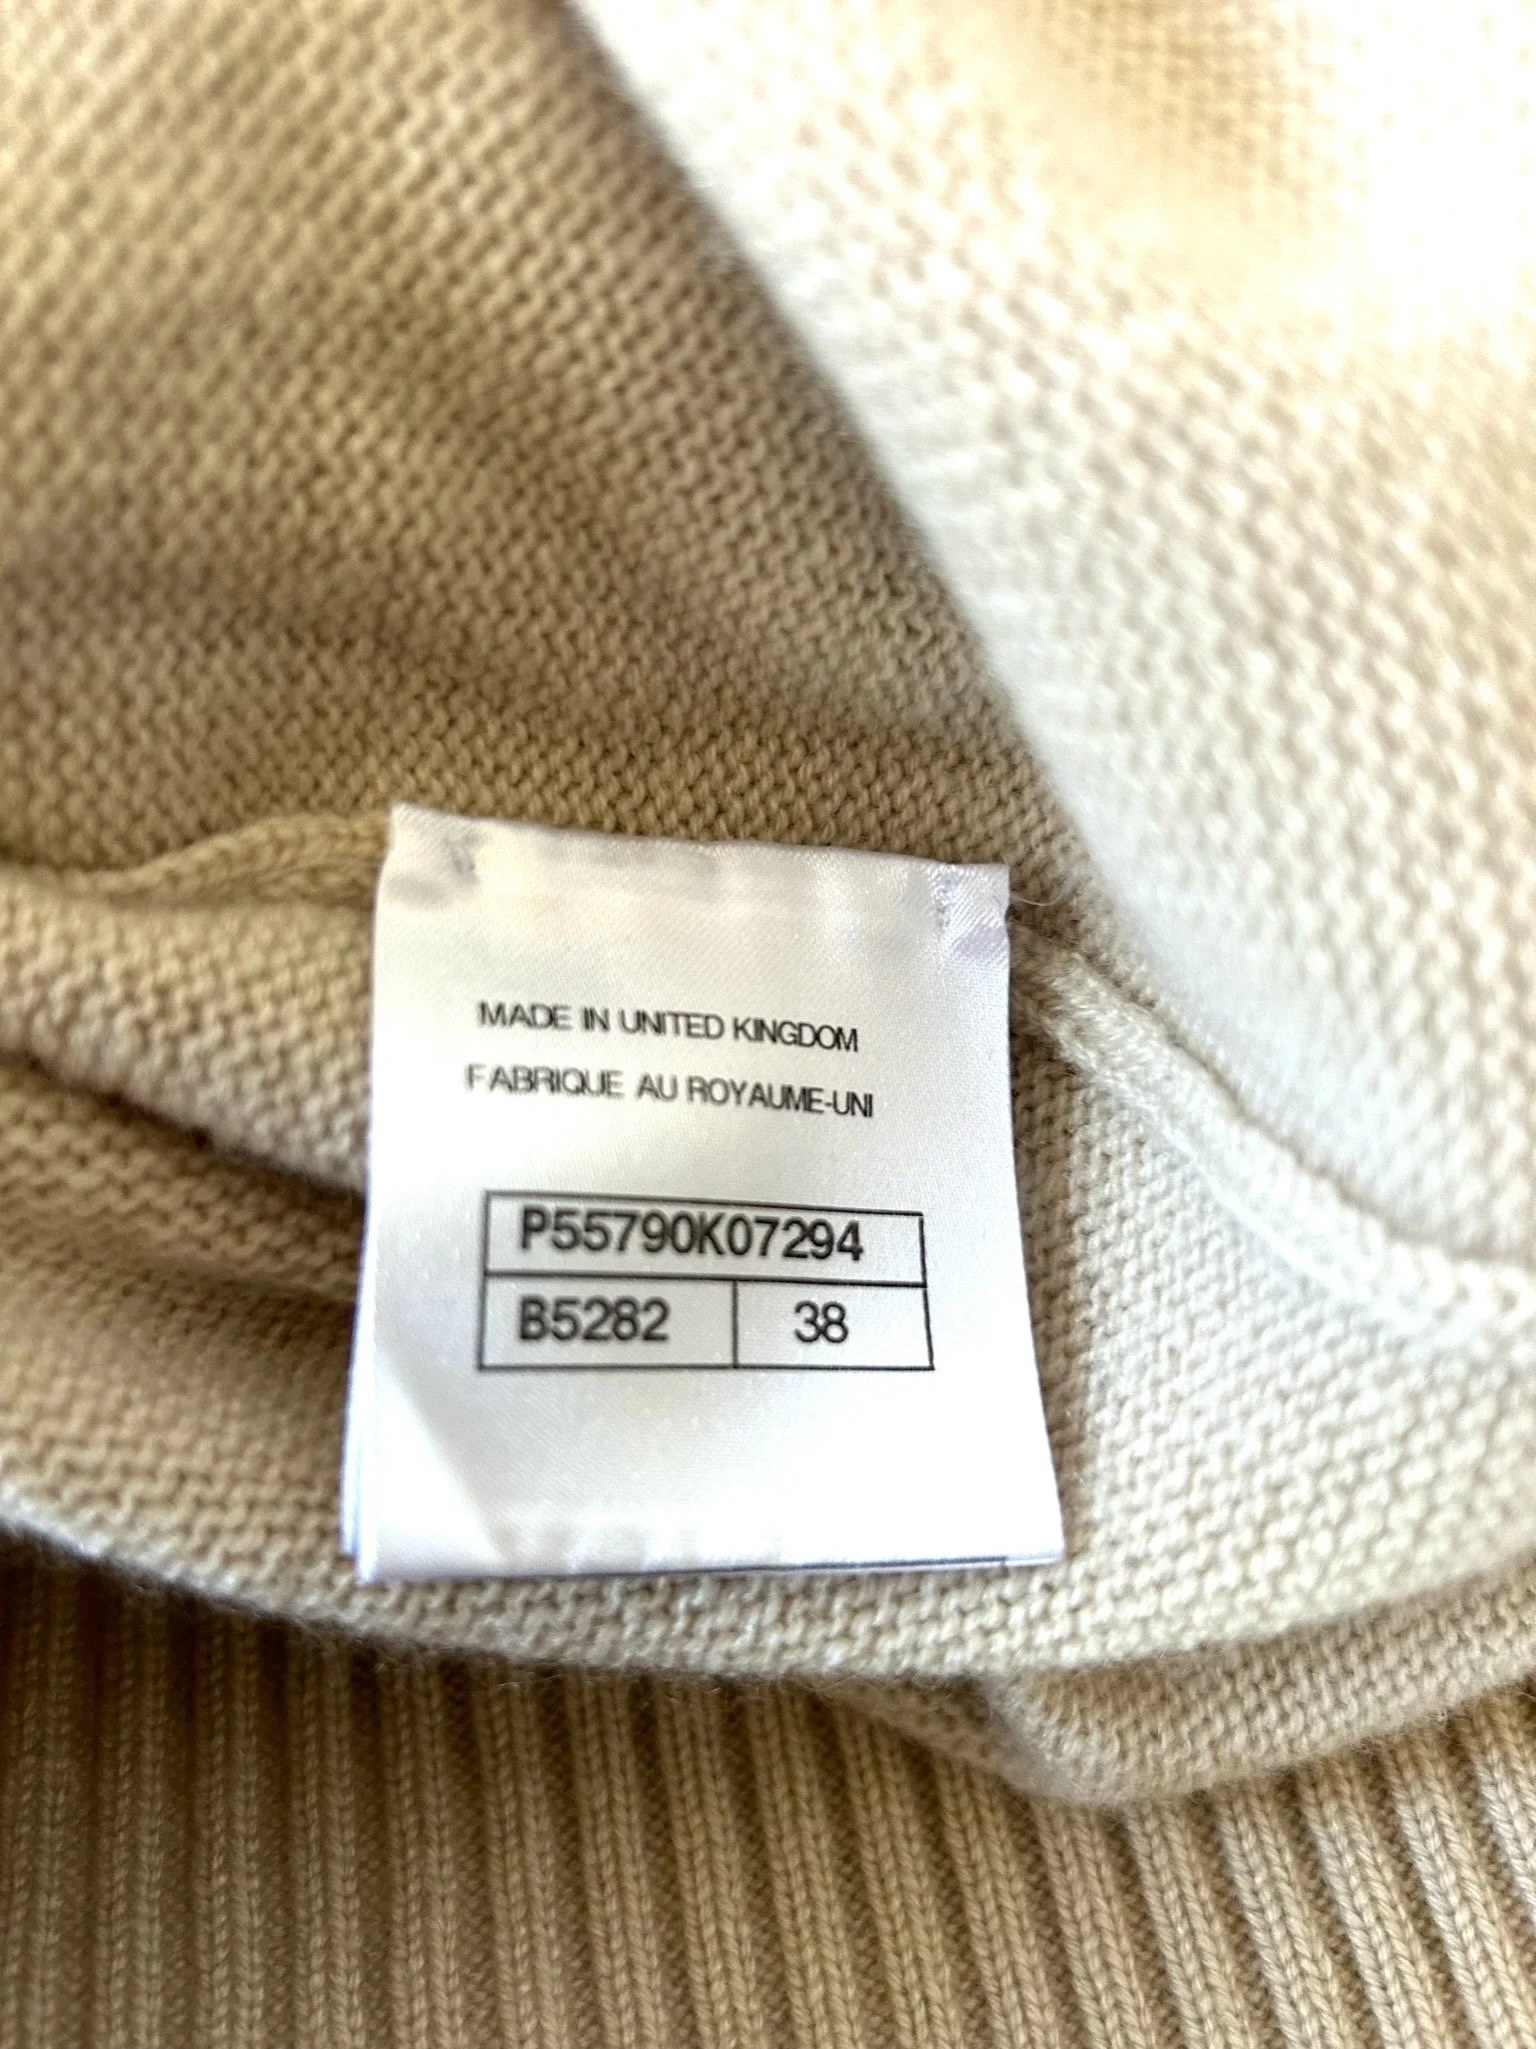 MADE IN UNITED KINGDOM
FABRIQUE AU ROYAUME-UNI
P55790K07294
B5282 38